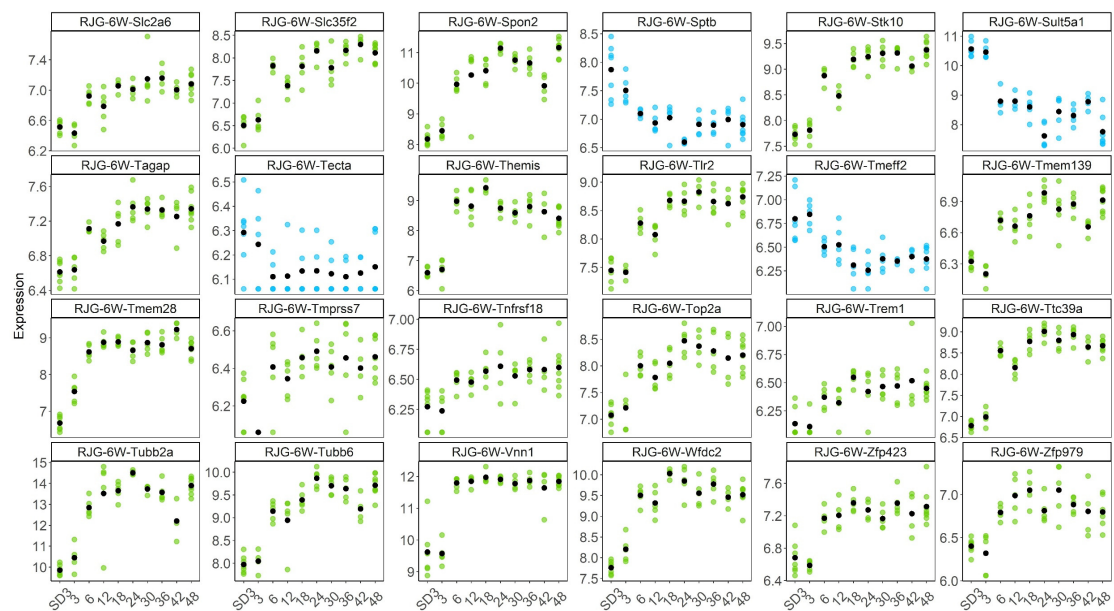 RJG-6W-Slc2a6 RJG-6W-Slc35f2 RJG-6W-Spon2 RJG-6W-Sptb RJG-6W-Stk10 RJG-6W-Sult5a1
7.4 7.0 6.6 6.2
8.5 8.0 7.5 7.0 6.5 6.0
11 10 9 8
8.5 8.0 7.5 7.0 6.5
9.5 9.0 8.5 8.0 7.5
11 10 9 8
RJG-6W-Tagap RJG-6W-Tecta RJG-6W-Themis RJG-6W-Tlr2 RJG-6W-Tmeff2 RJG-6W-Tmem139
7.6 7.2 6.8 6.4
6.5 6.4 6.3 6.2 6.1
9 8 7 6
9.0 8.5 8.0 7.5
7.25 7.00 6.75 6.50 6.25
6.9 6.6 6.3
Expression
RJG-6W-Tmem28 RJG-6W-Tmprss7 RJG-6W-Tnfrsf18 RJG-6W-Top2a RJG-6W-Trem1 RJG-6W-Ttc39a
9 8 7
6.6 6.4 6.2
7.00 6.75 6.50 6.25
8.5 8.0 7.5 7.0
7.00 6.75 6.50 6.25
9.0 8.5 8.0 7.5 7.0 6.5
RJG-6W-Tubb2a RJG-6W-Tubb6 RJG-6W-Vnn1 RJG-6W-Wfdc2 RJG-6W-Zfp423 RJG-6W-Zfp979
15 14 13 12 11 10
10.0 9.5 9.0 8.5 8.0
12 11 10 9
10.0 9.5 9.0 8.5 8.0 7.5
7.6 7.2 6.8 6.4
7.0 6.5 6.0
SD 3 6 12 18 24 30 36 42 48
SD 3 6 12 18 24 30 36 42 48
SD 3 6 12 18 24 30 36 42 48
SD 3 6 12 18 24 30 36 42 48
SD 3 6 12 18 24 30 36 42 48
SD 3 6 12 18 24 30 36 42 48